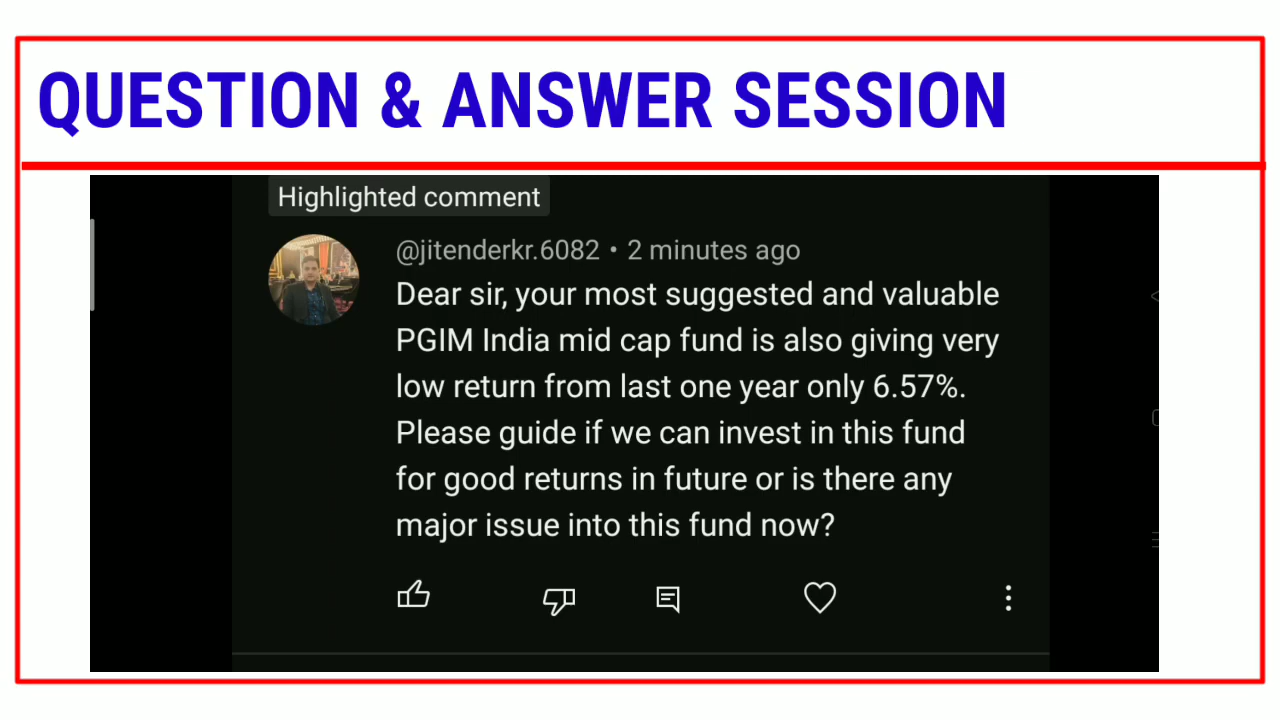 QUESTION & ANSWER SESSION
Highlighted comment
@jitenderkr.6082 • 2 minutes ago
Dear sir, your most suggested and valuable
PGIM India mid cap fund is also giving very
low return from last one year only 6.57%.
Please guide if we can invest in this fund
for good returns in future or is there any
major issue into this fund now?